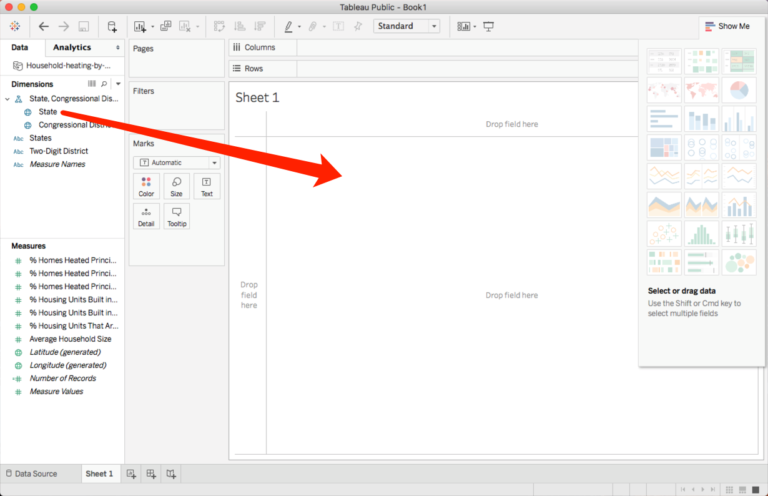 Tableau Public - Book1
Standard
Show Me
Data
Analytics
Pages
Columns
Household-heating-by-...
Rows
Dimensions
Filters
Sheet 1
State, Congressional Dis...
State
Drop field here
Congressional District
Abc States
Marks
Abc Two-Digit District
Abc Measure Names
Automatic
Color
Size
Text
Detail
Tooltip
Measures
% Homes Heated Princi...
% Homes Heated Princi...
% Homes Heated Princi...
% Housing Units Built in...
% Housing Units Built in...
% Housing Units That Ar...
Average Household Size
Latitude (generated)
Longitude (generated)
Number of Records
Measure Values
Drop
field
here
Drop field here
Select or drag data
Use the Shift or Cmd key to
select multiple fields
Data Source
Sheet 1